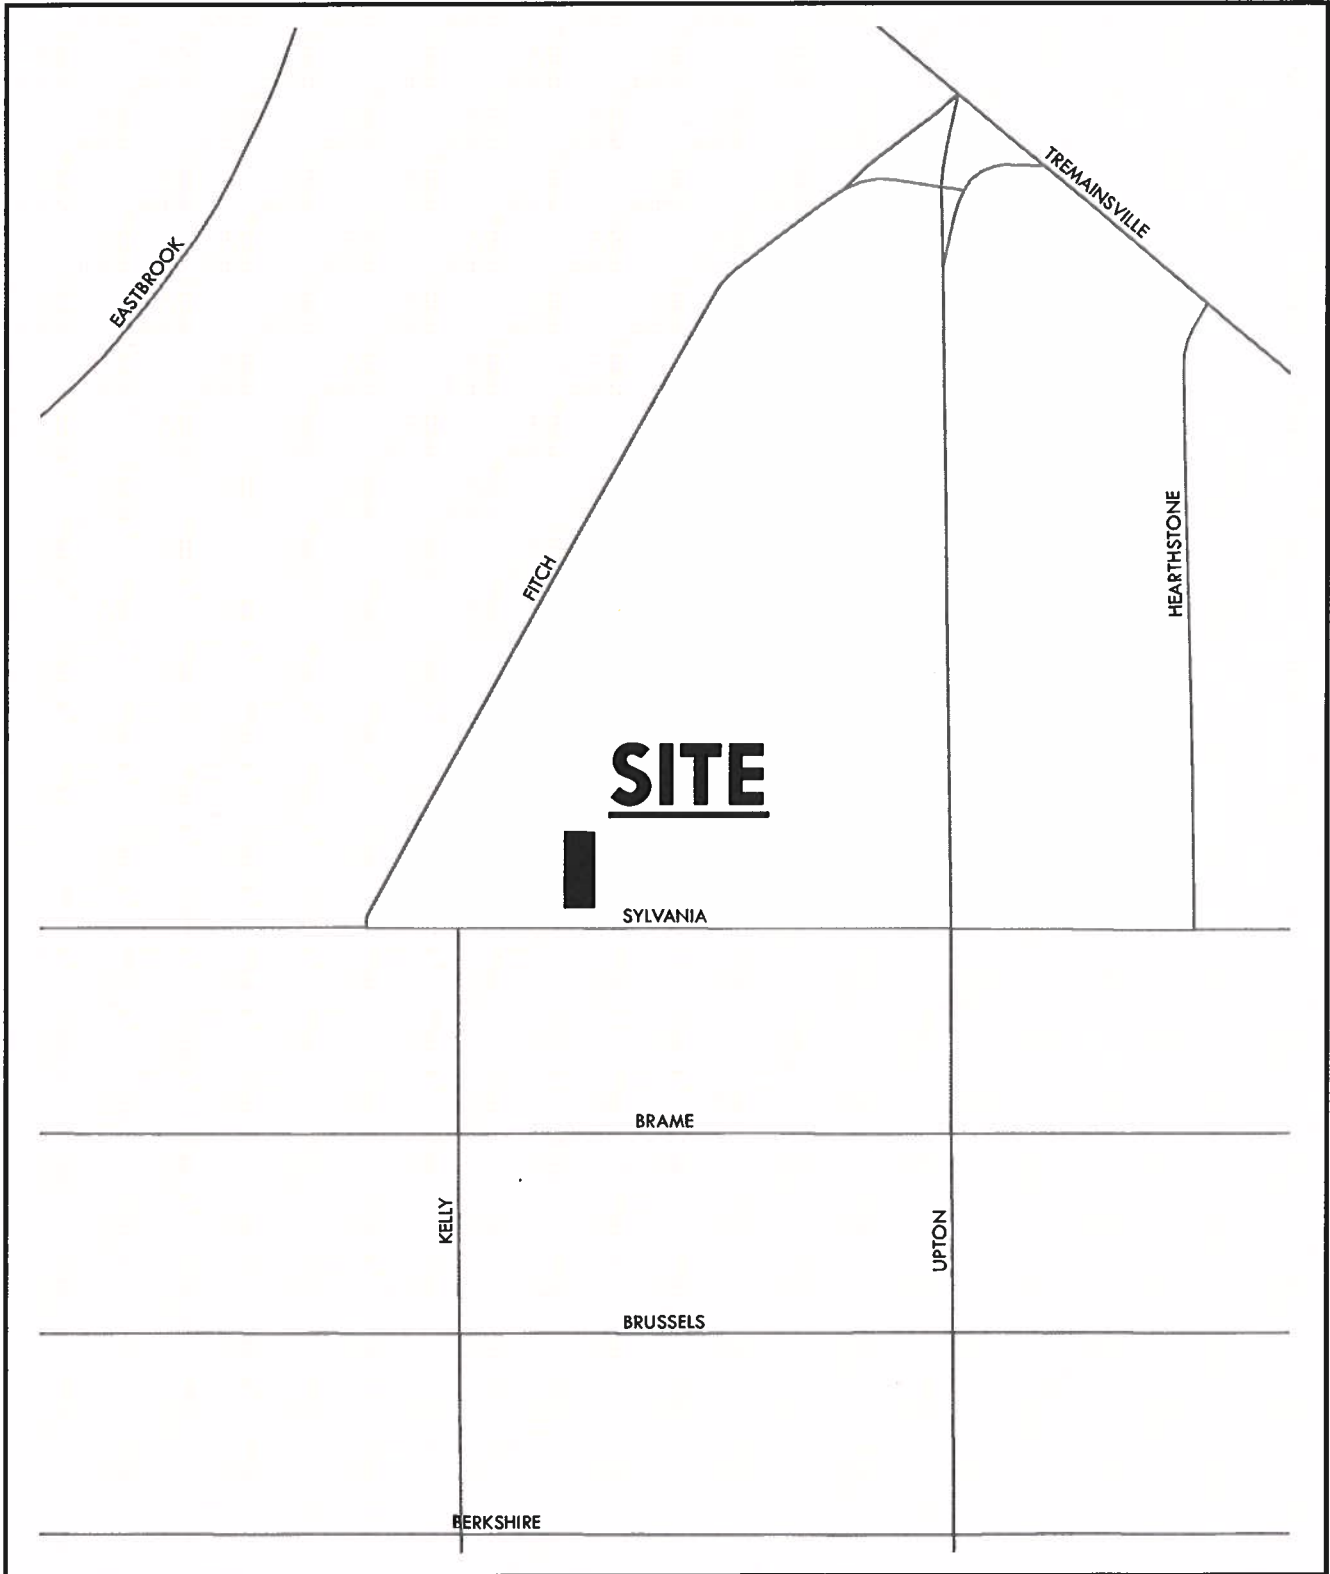 TREMAINSVILLE
EASTBROOK
HEARTHSTONE
FITCH
SITE
SYLVANIA
BRAME
KELLY
UPTON
BRUSSELS
BERKSHIRE